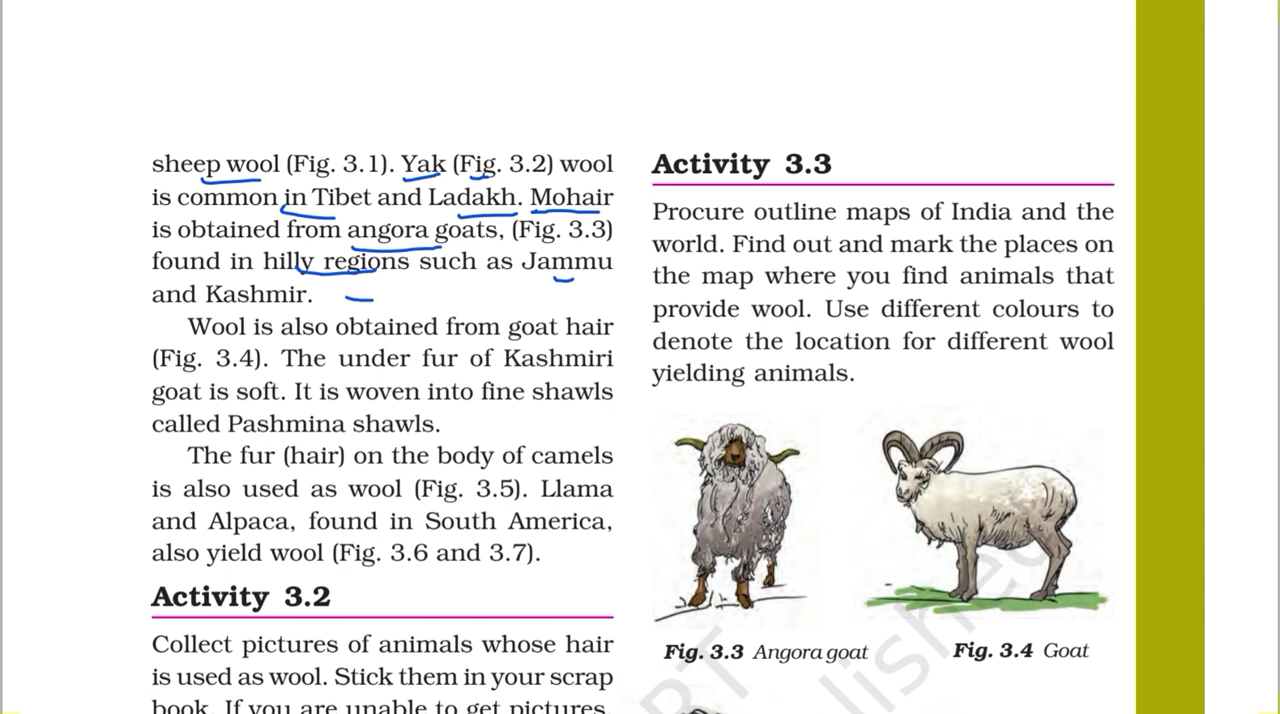 sheep wool (Fig. 3.1). Yak (Fig. 3.2) wool
is common in Tibet and Ladakh. Mohair
is obtained from angora goats, (Fig. 3.3)
found in hilly regions such as Jammu
and Kashmir.
Wool is also obtained from goat hair
(Fig. 3.4). The under fur of Kashmiri
goat is soft. It is woven into fine shawls
called Pashmina shawls.
The fur (hair) on the body of camels
is also used as wool (Fig. 3.5). Llama
and Alpaca, found in South America,
also yield wool (Fig. 3.6 and 3.7).
Activity 3.2
Collect pictures of animals whose hair
is used as wool. Stick them in your scrap
book. If you are unable to get pictures,
Activity 3.3
Procure outline maps of India and the
world. Find out and mark the places on
the map where you find animals that
provide wool. Use different colours to
denote the location for different wool
yielding animals.
Fig. 3.3 Angora goat
Fig. 3.4 Goat